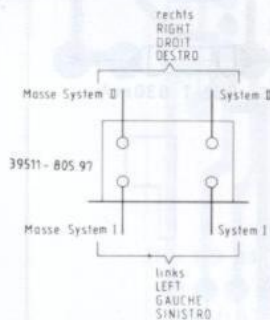 rechts
RIGHT
DROIT
DESTRO
Masse System II
System II
39511-805.97
Masse System I
System I
links
LEFT
GAUCHE
SINISTRO